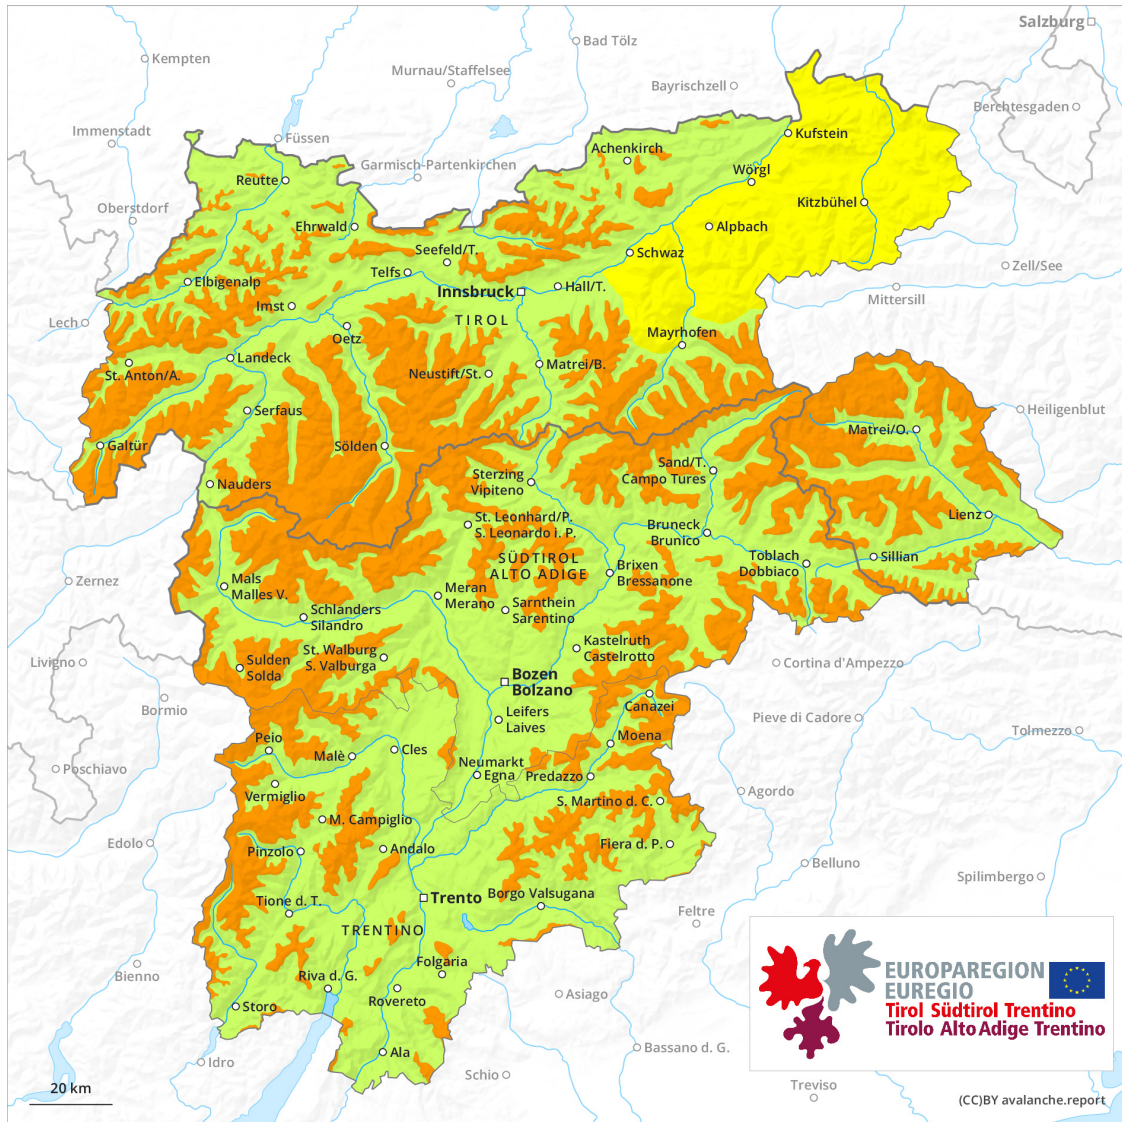 Salzburg
Bad Tölz
Kempten
Murnau/Staffelsee
Bayrischzell
Berchtesgaden
Immenstadt
Füssen
Kufstein
Achenkirch
Garmisch-Partenkirchen
Wörgl
Reutte
Oberstdorf
Kitzbühel
Ehrwald
Alpbach
Seefeld/T.
Schwaz
Zell/See
Telfs
Elbigenalp
Innsbruck
Hall/T.
Mittersill
Imst
TIROL
Lech
Oetz
Mayrhofen
Landeck
Matrei/B.
St. Anton/A.
Neustift/St.
Serfaus
Heiligenblut
Matrei/O.
Galtür
Sölden
Sand/T.
Campo Tures
Sterzing
Vipiteno
Nauders
St. Leonhard/P.
S. Leonardo i. P.
Lienz
Bruneck
Brunico
SÜDTIROL
ALTO ADIGE
Toblach
Dobbiaco
Sillian
Brixen
Bressanone
Zernez
Mals
Malles V.
Meran
Merano
Schlanders
Silandro
Sarnthein
Sarentino
Kastelruth
Castelrotto
St. Walburg
S. Valburga
Livigno
Sulden
Solda
Cortina d'Ampezzo
Bozen
Bolzano
Bormio
Canazei
Leifers
Laives
Pieve di Cadore
Tolmezzo
Peio
Moena
Cles
Malè
Neumarkt
Egna
Predazzo
Poschiavo
Vermiglio
Agordo
S. Martino d. C.
M. Campiglio
Edolo
Pinzolo
Andalo
Fiera d. P.
Belluno
Spilimbergo
Borgo Valsugana
Trento
Tione d. T.
Feltre
TRENTINO
Folgaria
Bienno
Riva d. G.
Asiago
Rovereto
Storo
Bassano d. G.
Ala
Idro
Schio
Treviso
EUROPAREGION
EUREGIO
Tirol Südtirol Trentino
Tirolo Alto Adige Trentino
20 km
(CC)BY avalanche.report